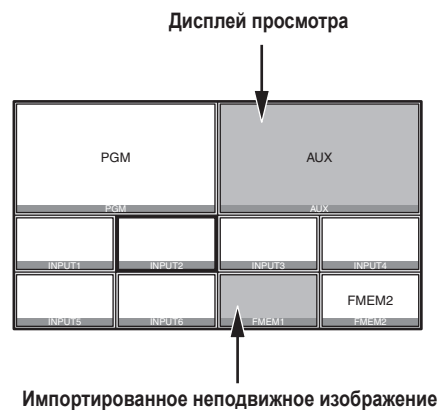 Дисплей просмотра
PGM AUX
PGM AUX
INPUT1 INPUT2 INPUT3 INPUT4
FMEM2
INPUT5 INPUT6 FMEM1 FMEM2
Импортированное неподвижное изображение